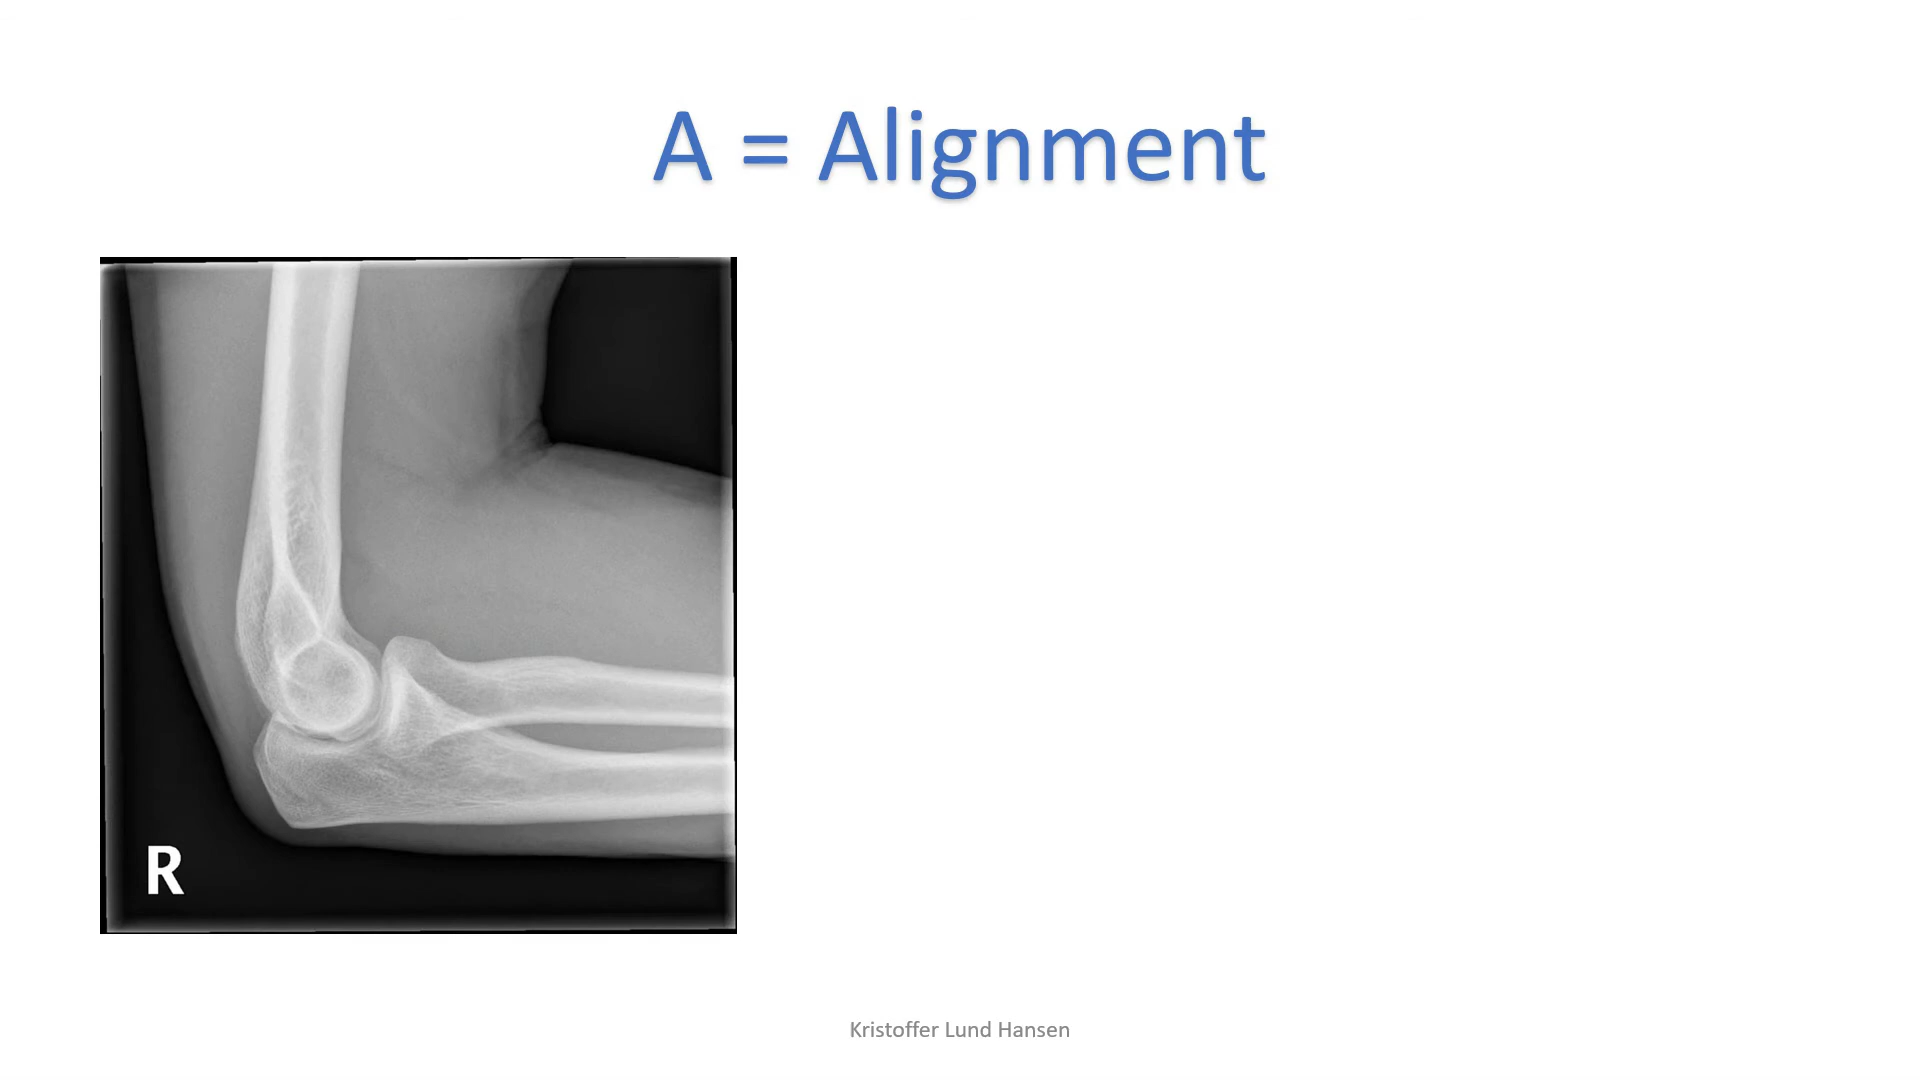 A = Alignment
R
Kristoffer Lund Hansen